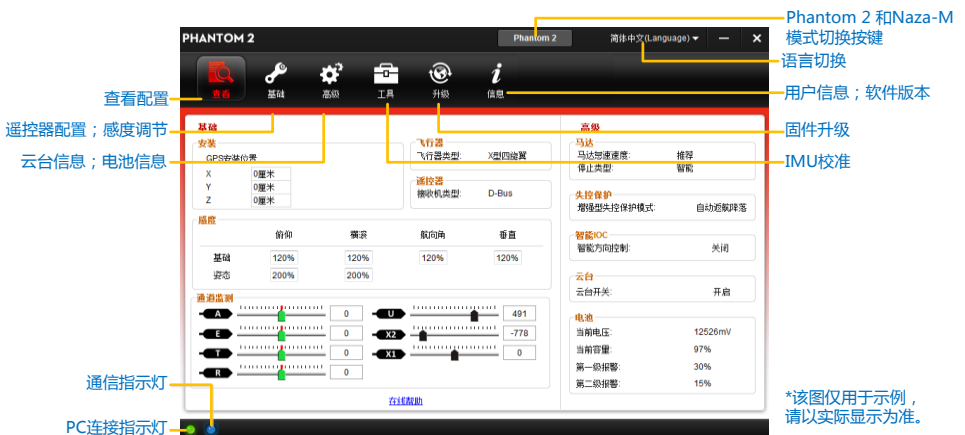 Phantom 2 和Naza-M
模式切换按键
语言切换
用户信息；软件版本
固件升级
IMU校准
查看配置
遥控器配置；感度调节
云台信息；电池信息
通信指示灯
PC连接指示灯
PHANTOM 2
Phantom 2
简体中文(Language)
查看
基础
高级
工具
升级
信息
基础
安装
GPS安装位置
X 0厘米
Y 0厘米
Z 0厘米
飞行器
飞行器类型: X型四旋翼
遥控器
接收机类型: D-Bus
感度
俯仰 横滚 航向角 垂直
基础 120% 120% 120% 120%
姿态 200% 200%
通道监测
A 0 U 491
E 0 X2 -778
T 0 X1 0
R 0
在线帮助
高级
马达
马达怠速速度: 推荐
停止类型: 智能
失控保护
增强型失控保护模式: 自动返航降落
智能IOC
智能方向控制: 关闭
云台
云台开关: 开启
电池
当前电压: 12526mV
当前容量: 97%
第一级报警: 30%
第二级报警: 15%
*该图仅用于示例，
请以实际显示为准。